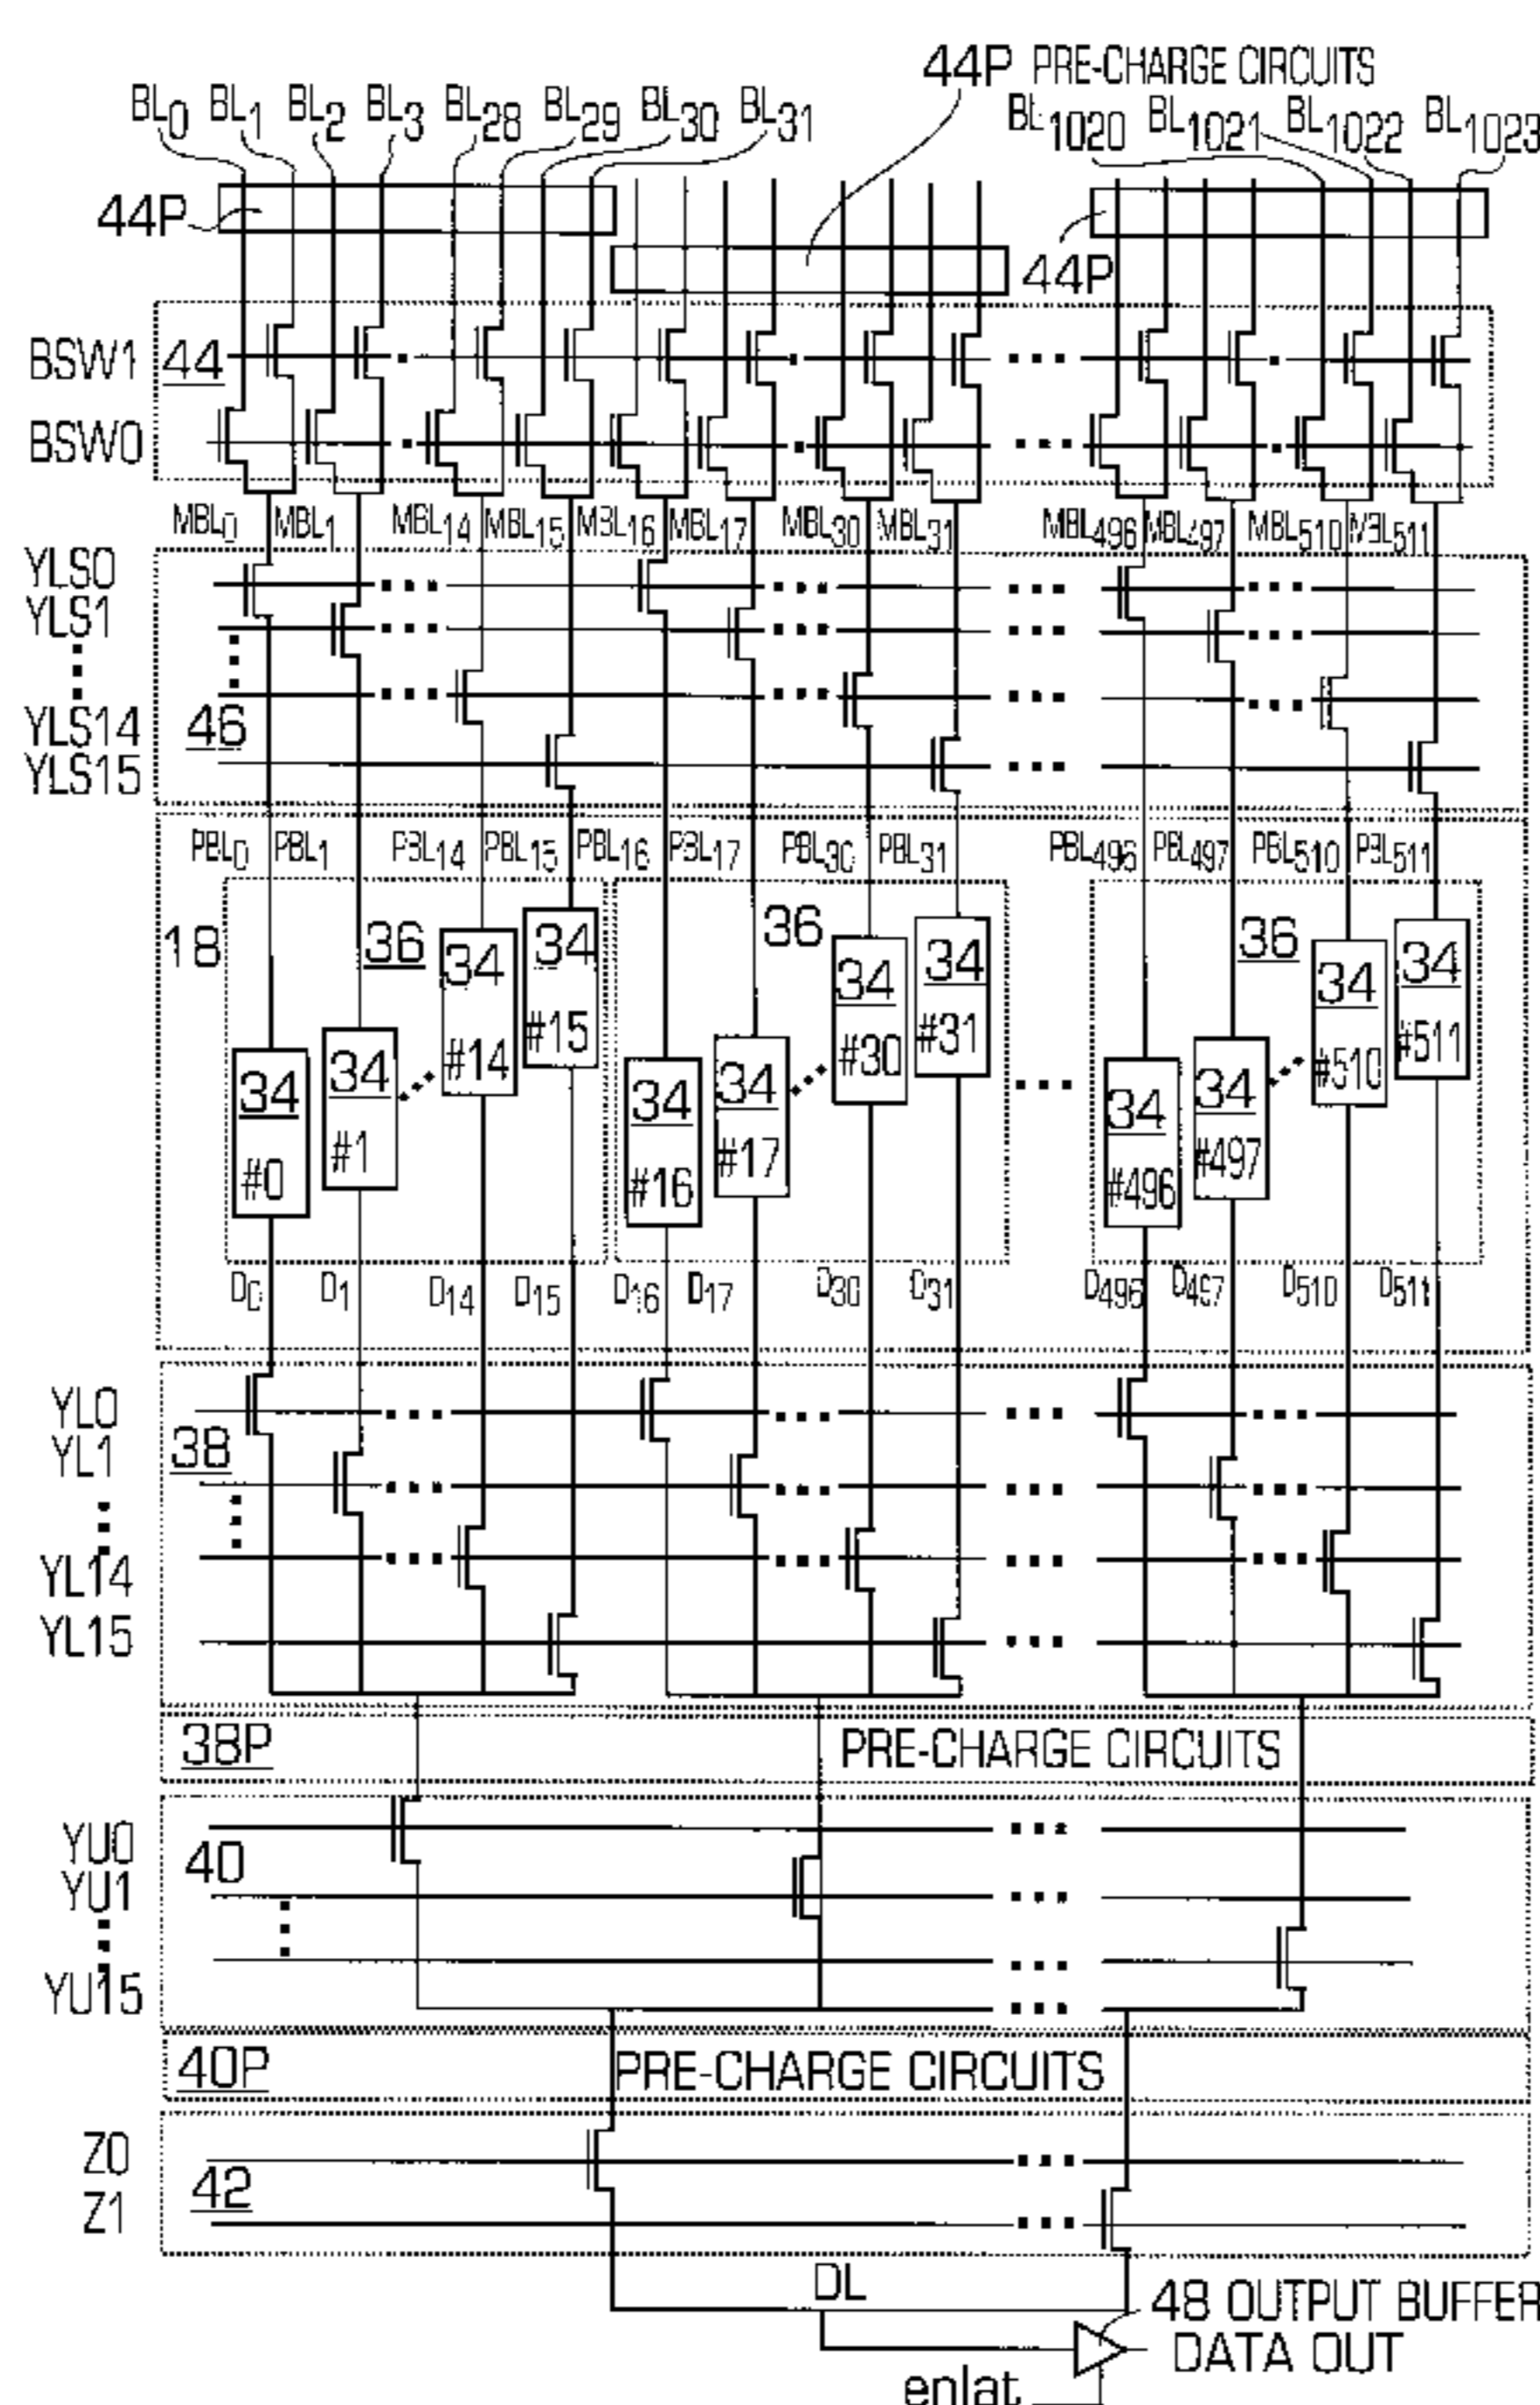 44P PRE-CHARGE CIRCUITS
BL0 BL1 BL2 BL3 BL28 BL29 BL30 BL31 BL1020 BL1021 BL1022 BL1023
44P
44P
BSW1 44
BSW0
MBL0 MBL1 MBL14 MBL15 MBL16 MBL17 MBL30 MBL31 MBL496 MBL497 MBL510 MBL511
YLS0
YLS1
YLS14 46
YLS15
PBL0 PBL1 PBL14 PBL15 PBL16 PBL17 PBL30 PBL31 PBL496 PBL497 PBL510 PBL511
18 36 34 34 36 34 34 36 34 34
#14 #15 #30 #31 #510 #511
34 34 34 34 34 34
#0 #1 #16 #17 #496 #497
D0 D1 D14 D15 D16 D17 D30 D31 D496 D497 D510 D511
YL0
YL1 38
YL14
YL15
38P PRE-CHARGE CIRCUITS
YU0 40
YU1
YU15
40P PRE-CHARGE CIRCUITS
Z0 42
Z1
DL
48 OUTPUT BUFFER
DATA OUT
enlat